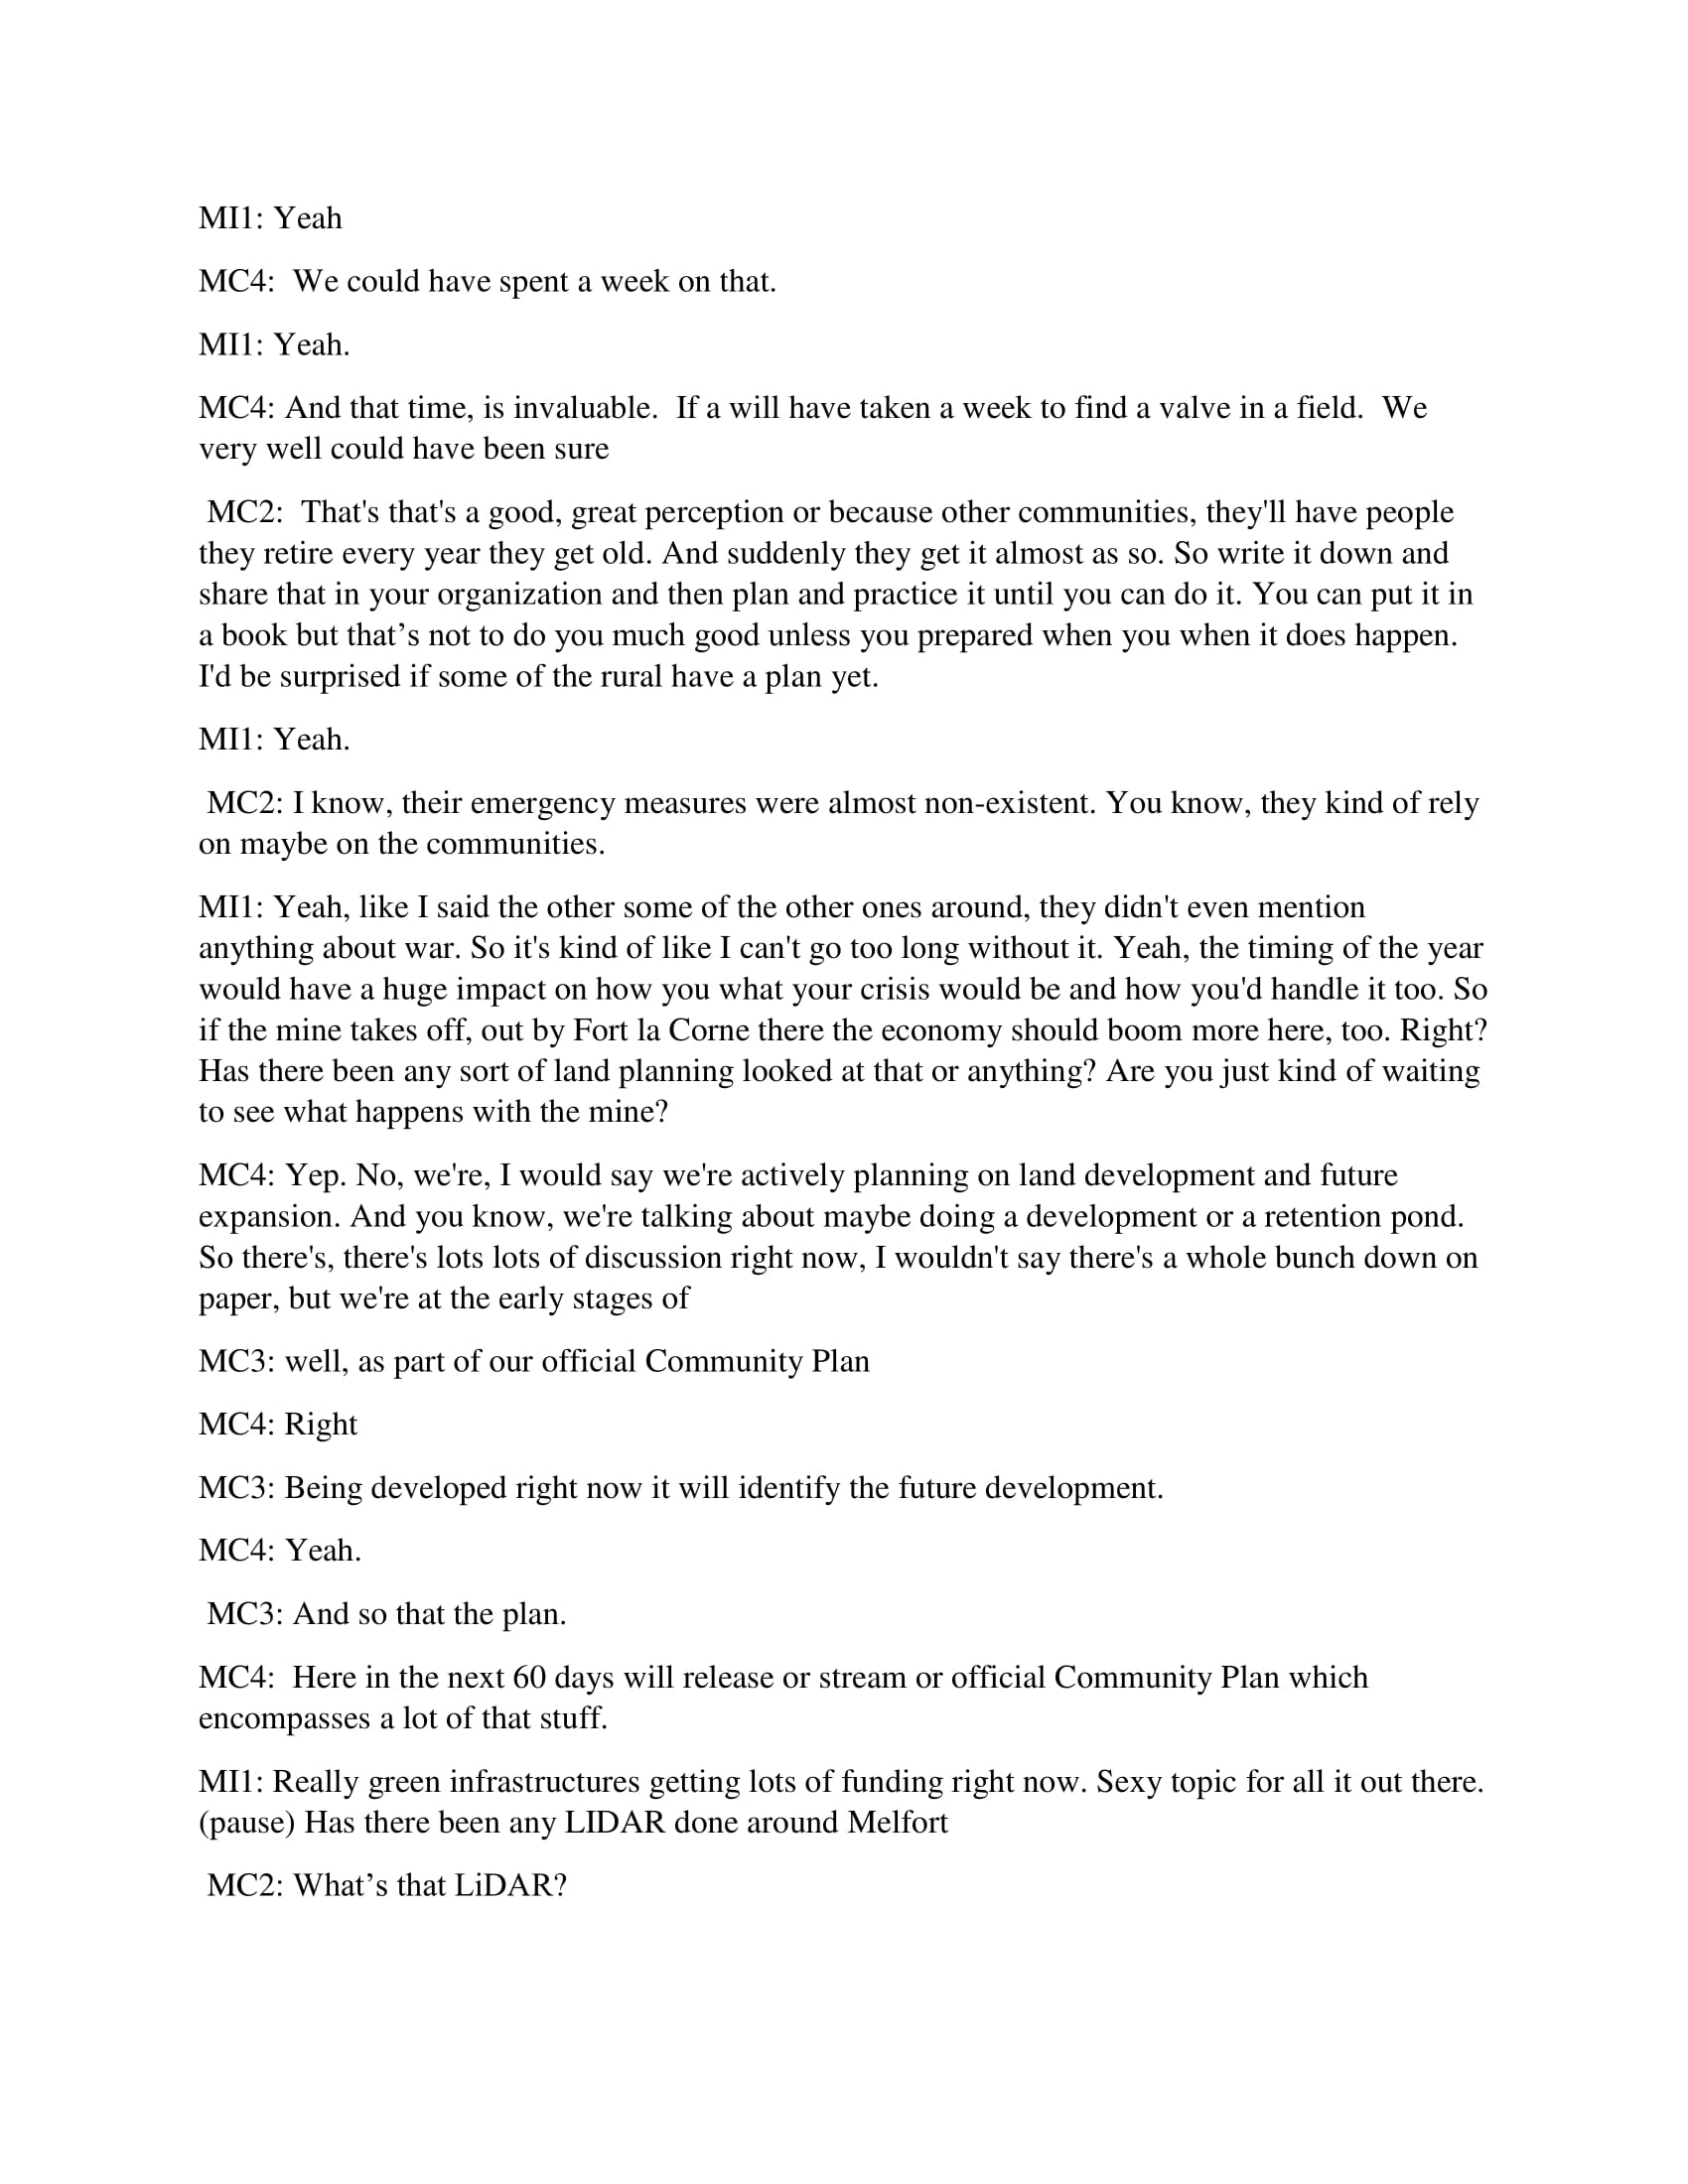 MI1: Yeah
MC4:  We could have spent a week on that.
MI1: Yeah.
MC4: And that time, is invaluable.  If a will have taken a week to find a valve in a field.  We
very well could have been sure
MC2:  That's that's a good, great perception or because other communities, they'll have people
they retire every year they get old. And suddenly they get it almost as so. So write it down and
share that in your organization and then plan and practice it until you can do it. You can put it in
a book but that’s not to do you much good unless you prepared when you when it does happen.
I'd be surprised if some of the rural have a plan yet.
MI1: Yeah.
MC2: I know, their emergency measures were almost non-existent. You know, they kind of rely
on maybe on the communities.
MI1: Yeah, like I said the other some of the other ones around, they didn't even mention
anything about war. So it's kind of like I can't go too long without it. Yeah, the timing of the year
would have a huge impact on how you what your crisis would be and how you'd handle it too. So
if the mine takes off, out by Fort la Corne there the economy should boom more here, too. Right?
Has there been any sort of land planning looked at that or anything? Are you just kind of waiting
to see what happens with the mine?
MC4: Yep. No, we're, I would say we're actively planning on land development and future
expansion. And you know, we're talking about maybe doing a development or a retention pond.
So there's, there's lots lots of discussion right now, I wouldn't say there's a whole bunch down on
paper, but we're at the early stages of
MC3: well, as part of our official Community Plan
MC4: Right
MC3: Being developed right now it will identify the future development.
MC4: Yeah.
MC3: And so that the plan.
MC4:  Here in the next 60 days will release or stream or official Community Plan which
encompasses a lot of that stuff.
MI1: Really green infrastructures getting lots of funding right now. Sexy topic for all it out there.
(pause) Has there been any LIDAR done around Melfort
MC2: What’s that LiDAR?